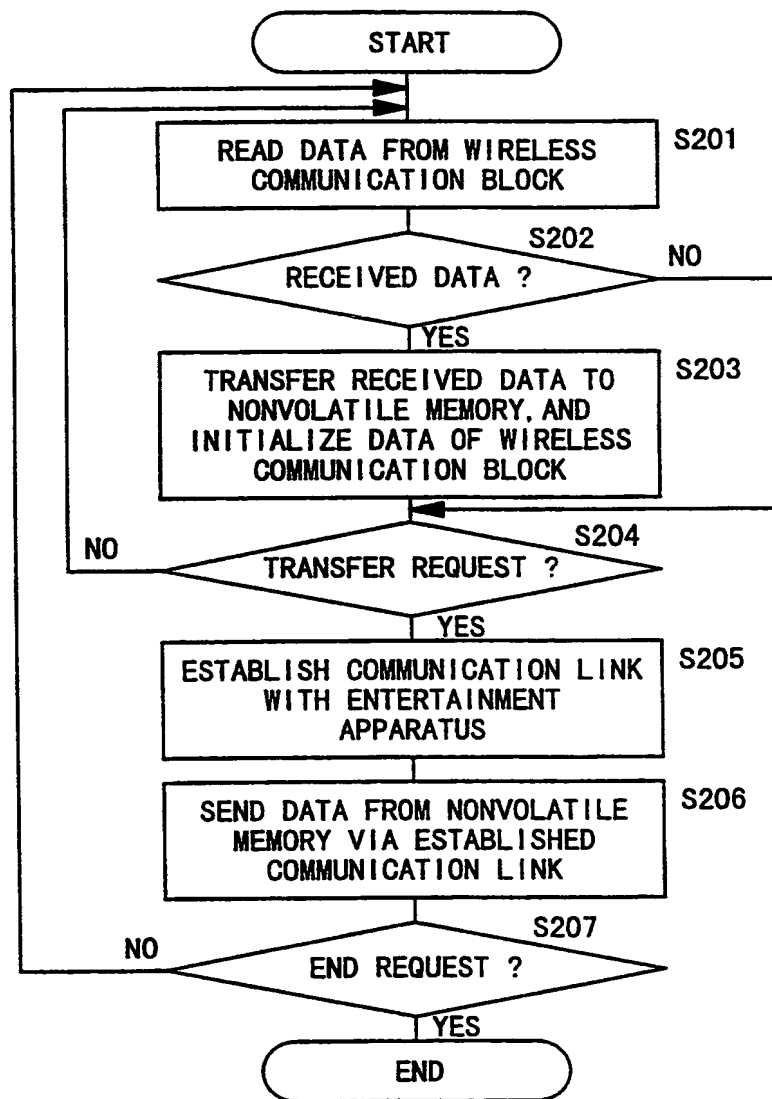 START
READ DATA FROM WIRELESS
COMMUNICATION BLOCK
S201
S202
RECEIVED DATA ?
NO
YES
TRANSFER RECEIVED DATA TO
NONVOLATILE MEMORY, AND
INITIALIZE DATA OF WIRELESS
COMMUNICATION BLOCK
S203
S204
NO
TRANSFER REQUEST ?
YES
ESTABLISH COMMUNICATION LINK
WITH ENTERTAINMENT
APPARATUS
S205
SEND DATA FROM NONVOLATILE
MEMORY VIA ESTABLISHED
COMMUNICATION LINK
S206
S207
NO
END REQUEST ?
YES
END